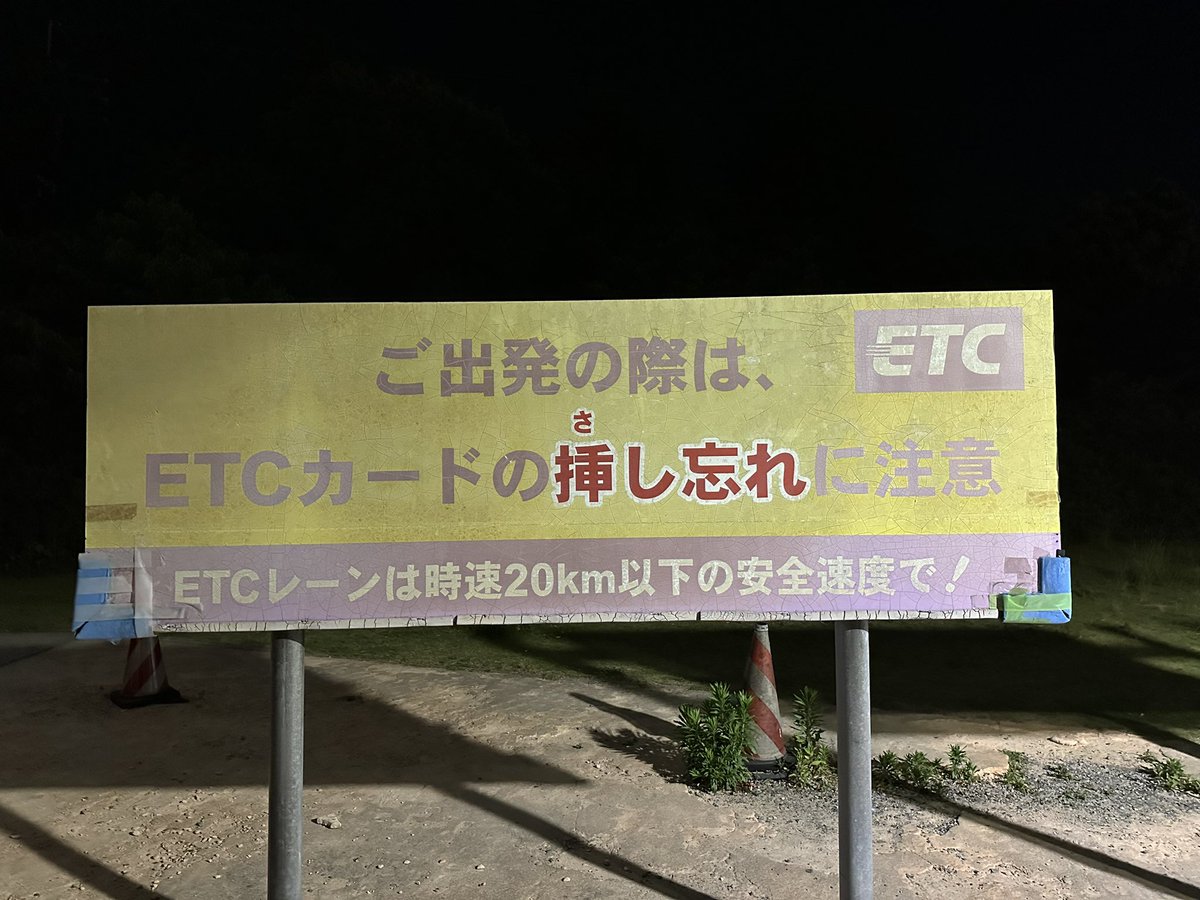 ご出発の際は、
ETC
さ
ETCカードの挿し忘れに注意
ETCレーンは時速20km以下の安全速度で!